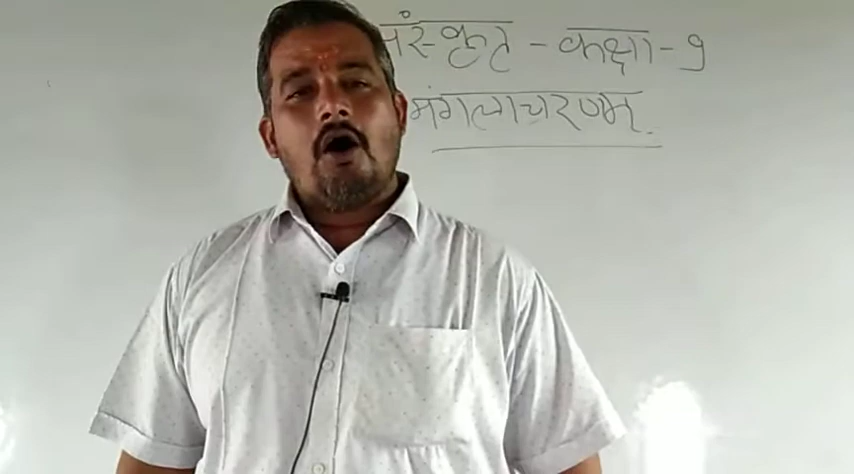 संस्कृत - कक्षा - 9
मंगलाचरणम्